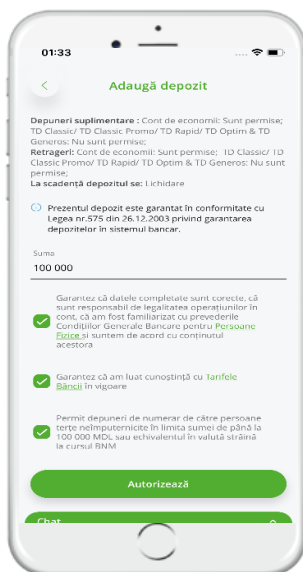 01:33
Adaugă depozit
Depuneri suplimentare : Cont de economii: Sunt permise;
TD Classic/ TD Classic Promo/ TD Rapid/ TD Optim & TD
Generos: Nu sunt permise;
Retrageri: Cont de economii: Sunt permise;  TD Classic/ TD
Classic Promo/ TD Rapid/ TD Optim & TD Generos: Nu sunt
permise;
La scadență depozitul se: Lichidare
Prezentul depozit este garantat în conformitate cu
Legea nr.575 din 26.12.2003 privind garantarea
depozitelor în sistemul bancar.
Suma
100 000
Garantez că datele completate sunt corecte, că
sunt responsabil de legalitatea operațiunilor în
cont, că am fost familiarizat cu prevederile
Condițiilor Generale Bancare pentru Persoane
Fizice și suntem de acord cu conținutul
acestora
Garantez că am luat cunoștință cu Tarifele
Băncii în vigoare
Permit depuneri de numerar de către persoane
terțe neîmputernicite în limita sumei de până la
100 000 MDL sau echivalentul în valută străină
la cursul BNM
Autorizează
Chat